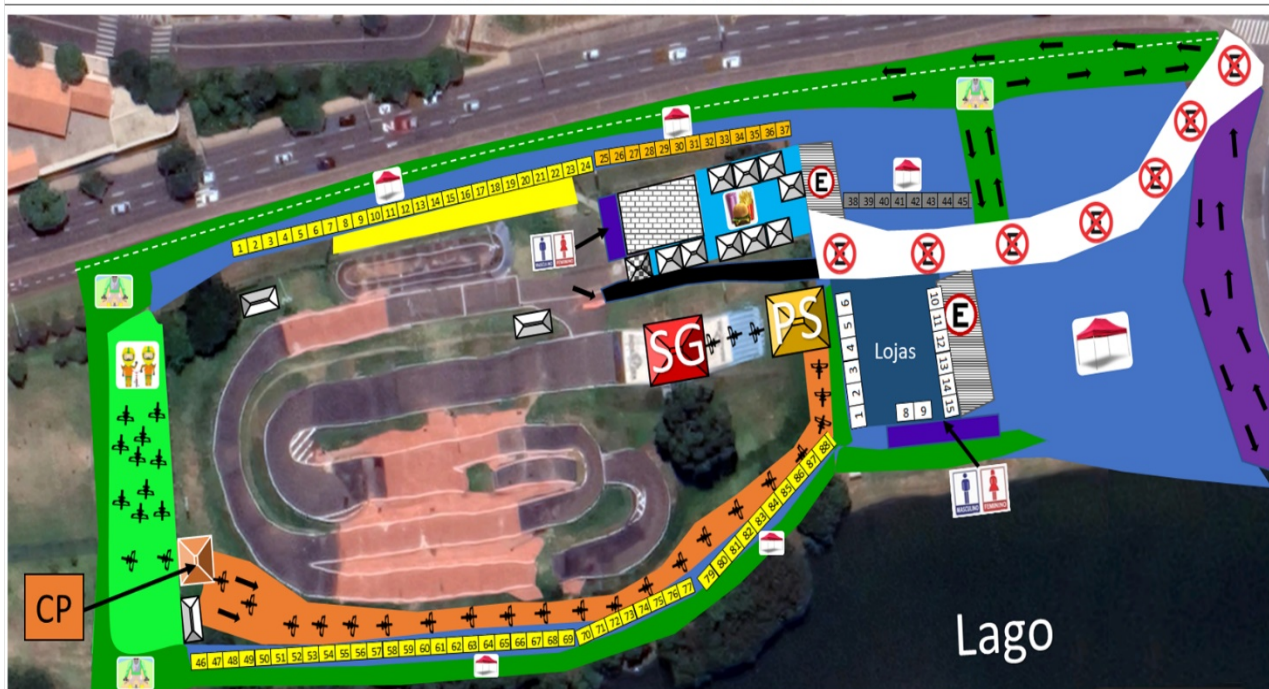 1 2 3 4 5 6 7 8 9 10 11 12 13 14 15 16 17 18 19 20 21 22 23 24
25 26 27 28 29 30 31 32 33 34 35 36 37
E
38 39 40 41 42 43 44 45
MASCULINO FEMININO
SG
PS
1 2 3 4 5 6
Lojas
8 9
10 11 12 13 14 15
E
MASCULINO FEMININO
CP
46 47 48 49 50 51 52 53 54 55 56 57 58 59 60 61 62 63 64 65 66 67 68 69
70 71 72 73 74 75 76 77
79 80 81 82 83 84 85 86 87 88
Lago